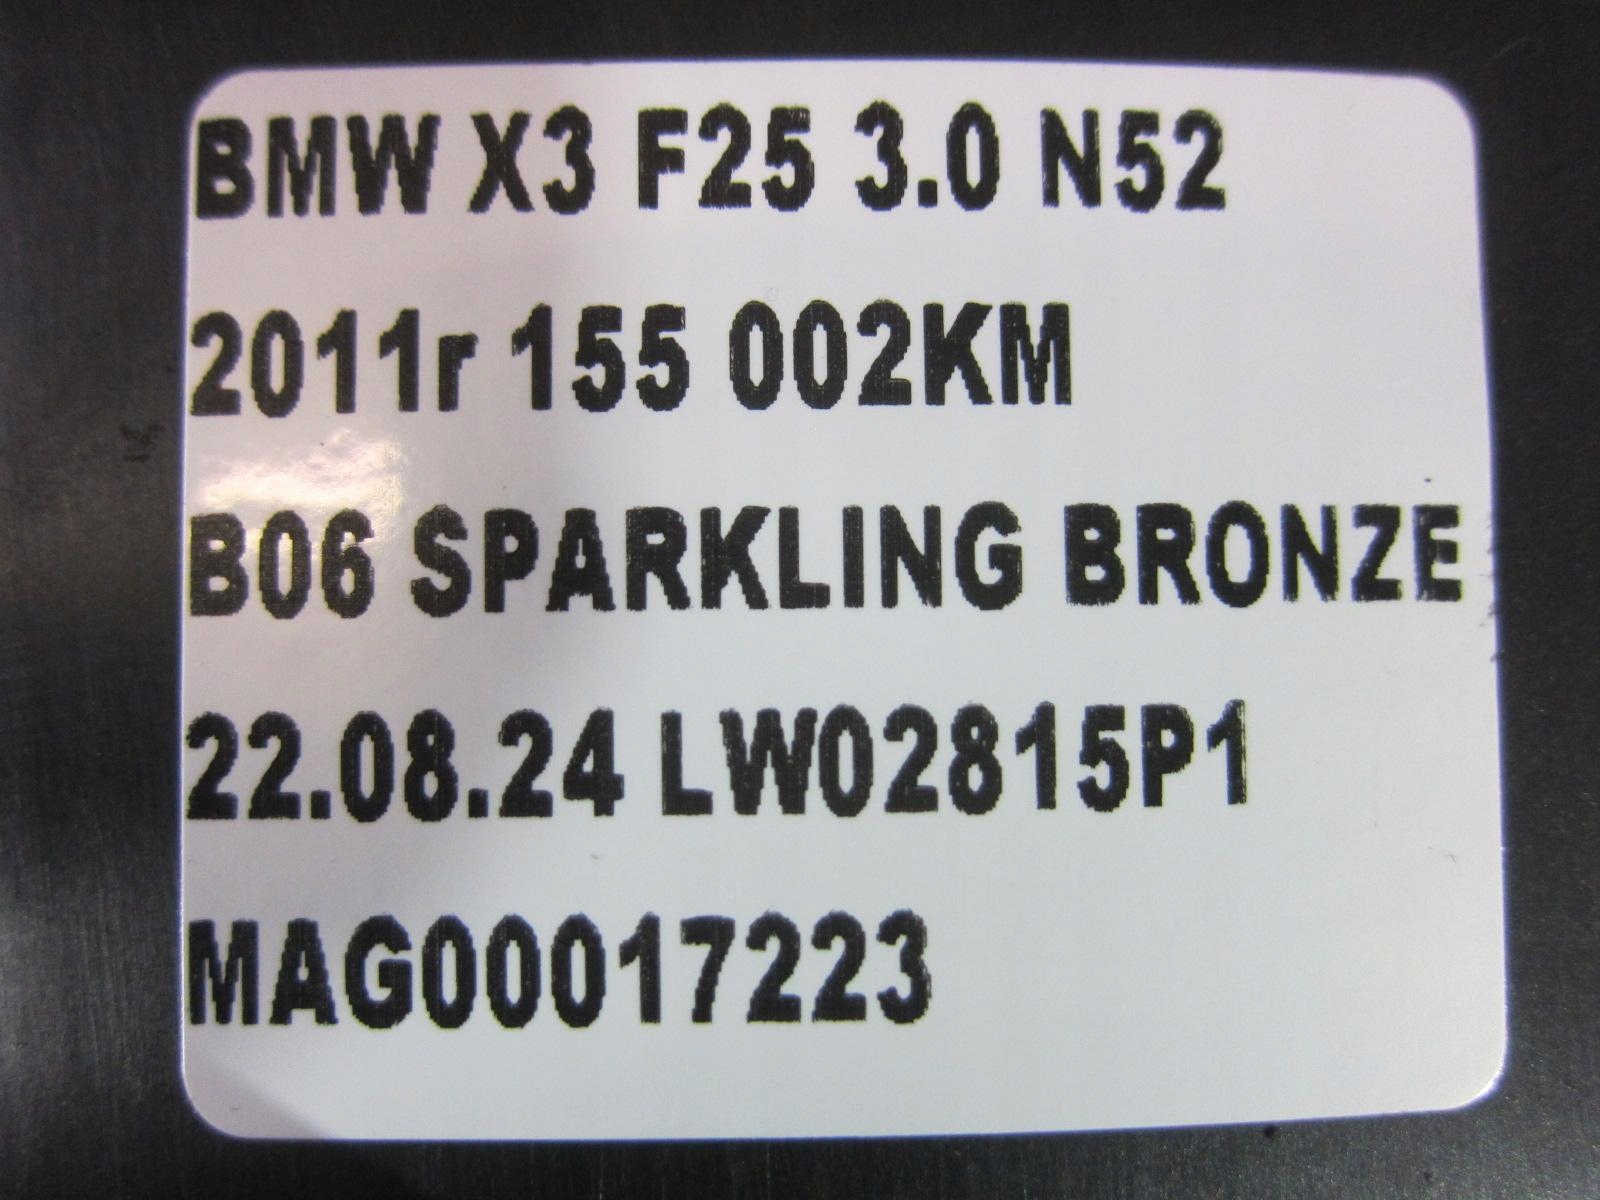 BMW X3 F25 3.0 N52
2011r 155 002KM
B06 SPARKLING BRONZE
22.08.24 LW02815P1
MAG00017223